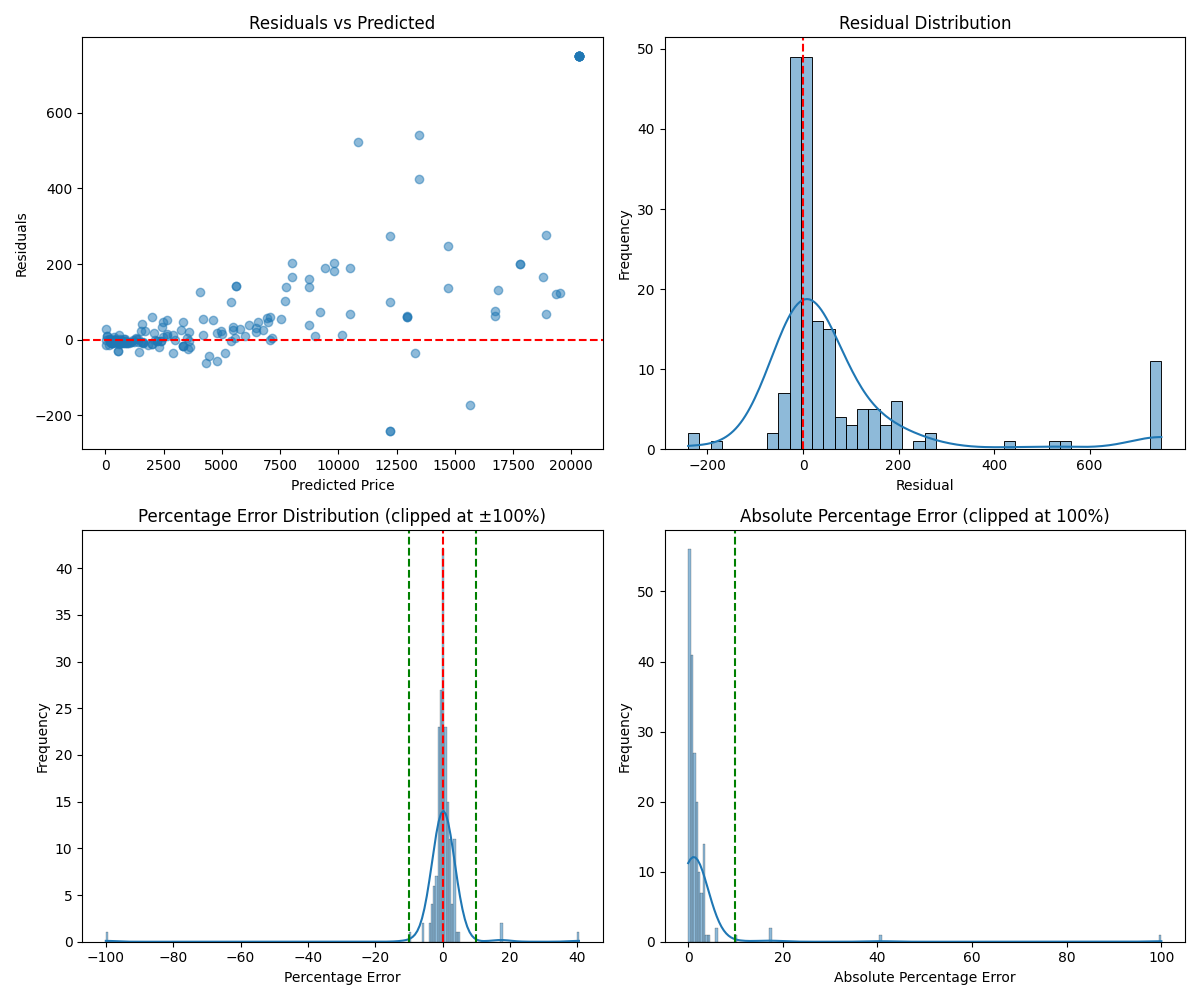 Residuals vs Predicted
600
400
200
0
−200
Residuals
0 2500 5000 7500 10000 12500 15000 17500 20000
Predicted Price
Residual Distribution
50
40
30
20
10
0
Frequency
−200 0 200 400 600
Residual
Percentage Error Distribution (clipped at ±100%)
40
35
30
25
20
15
10
5
0
Frequency
−100 −80 −60 −40 −20 0 20 40
Percentage Error
Absolute Percentage Error (clipped at 100%)
50
40
30
20
10
0
Frequency
0 20 40 60 80 100
Absolute Percentage Error